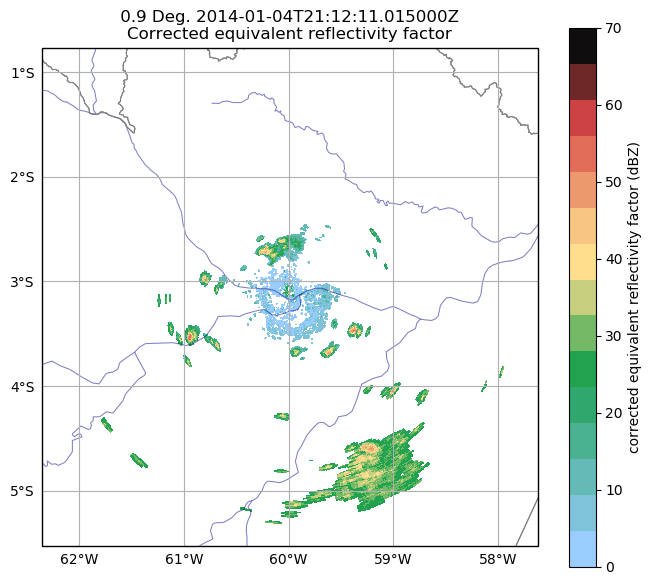 0.9 Deg. 2014-01-04T21:12:11.015000Z
Corrected equivalent reflectivity factor
1°S
2°S
3°S
4°S
5°S
62°W 61°W 60°W 59°W 58°W
70
60
50
40
30
20
10
0
corrected equivalent reflectivity factor (dBZ)